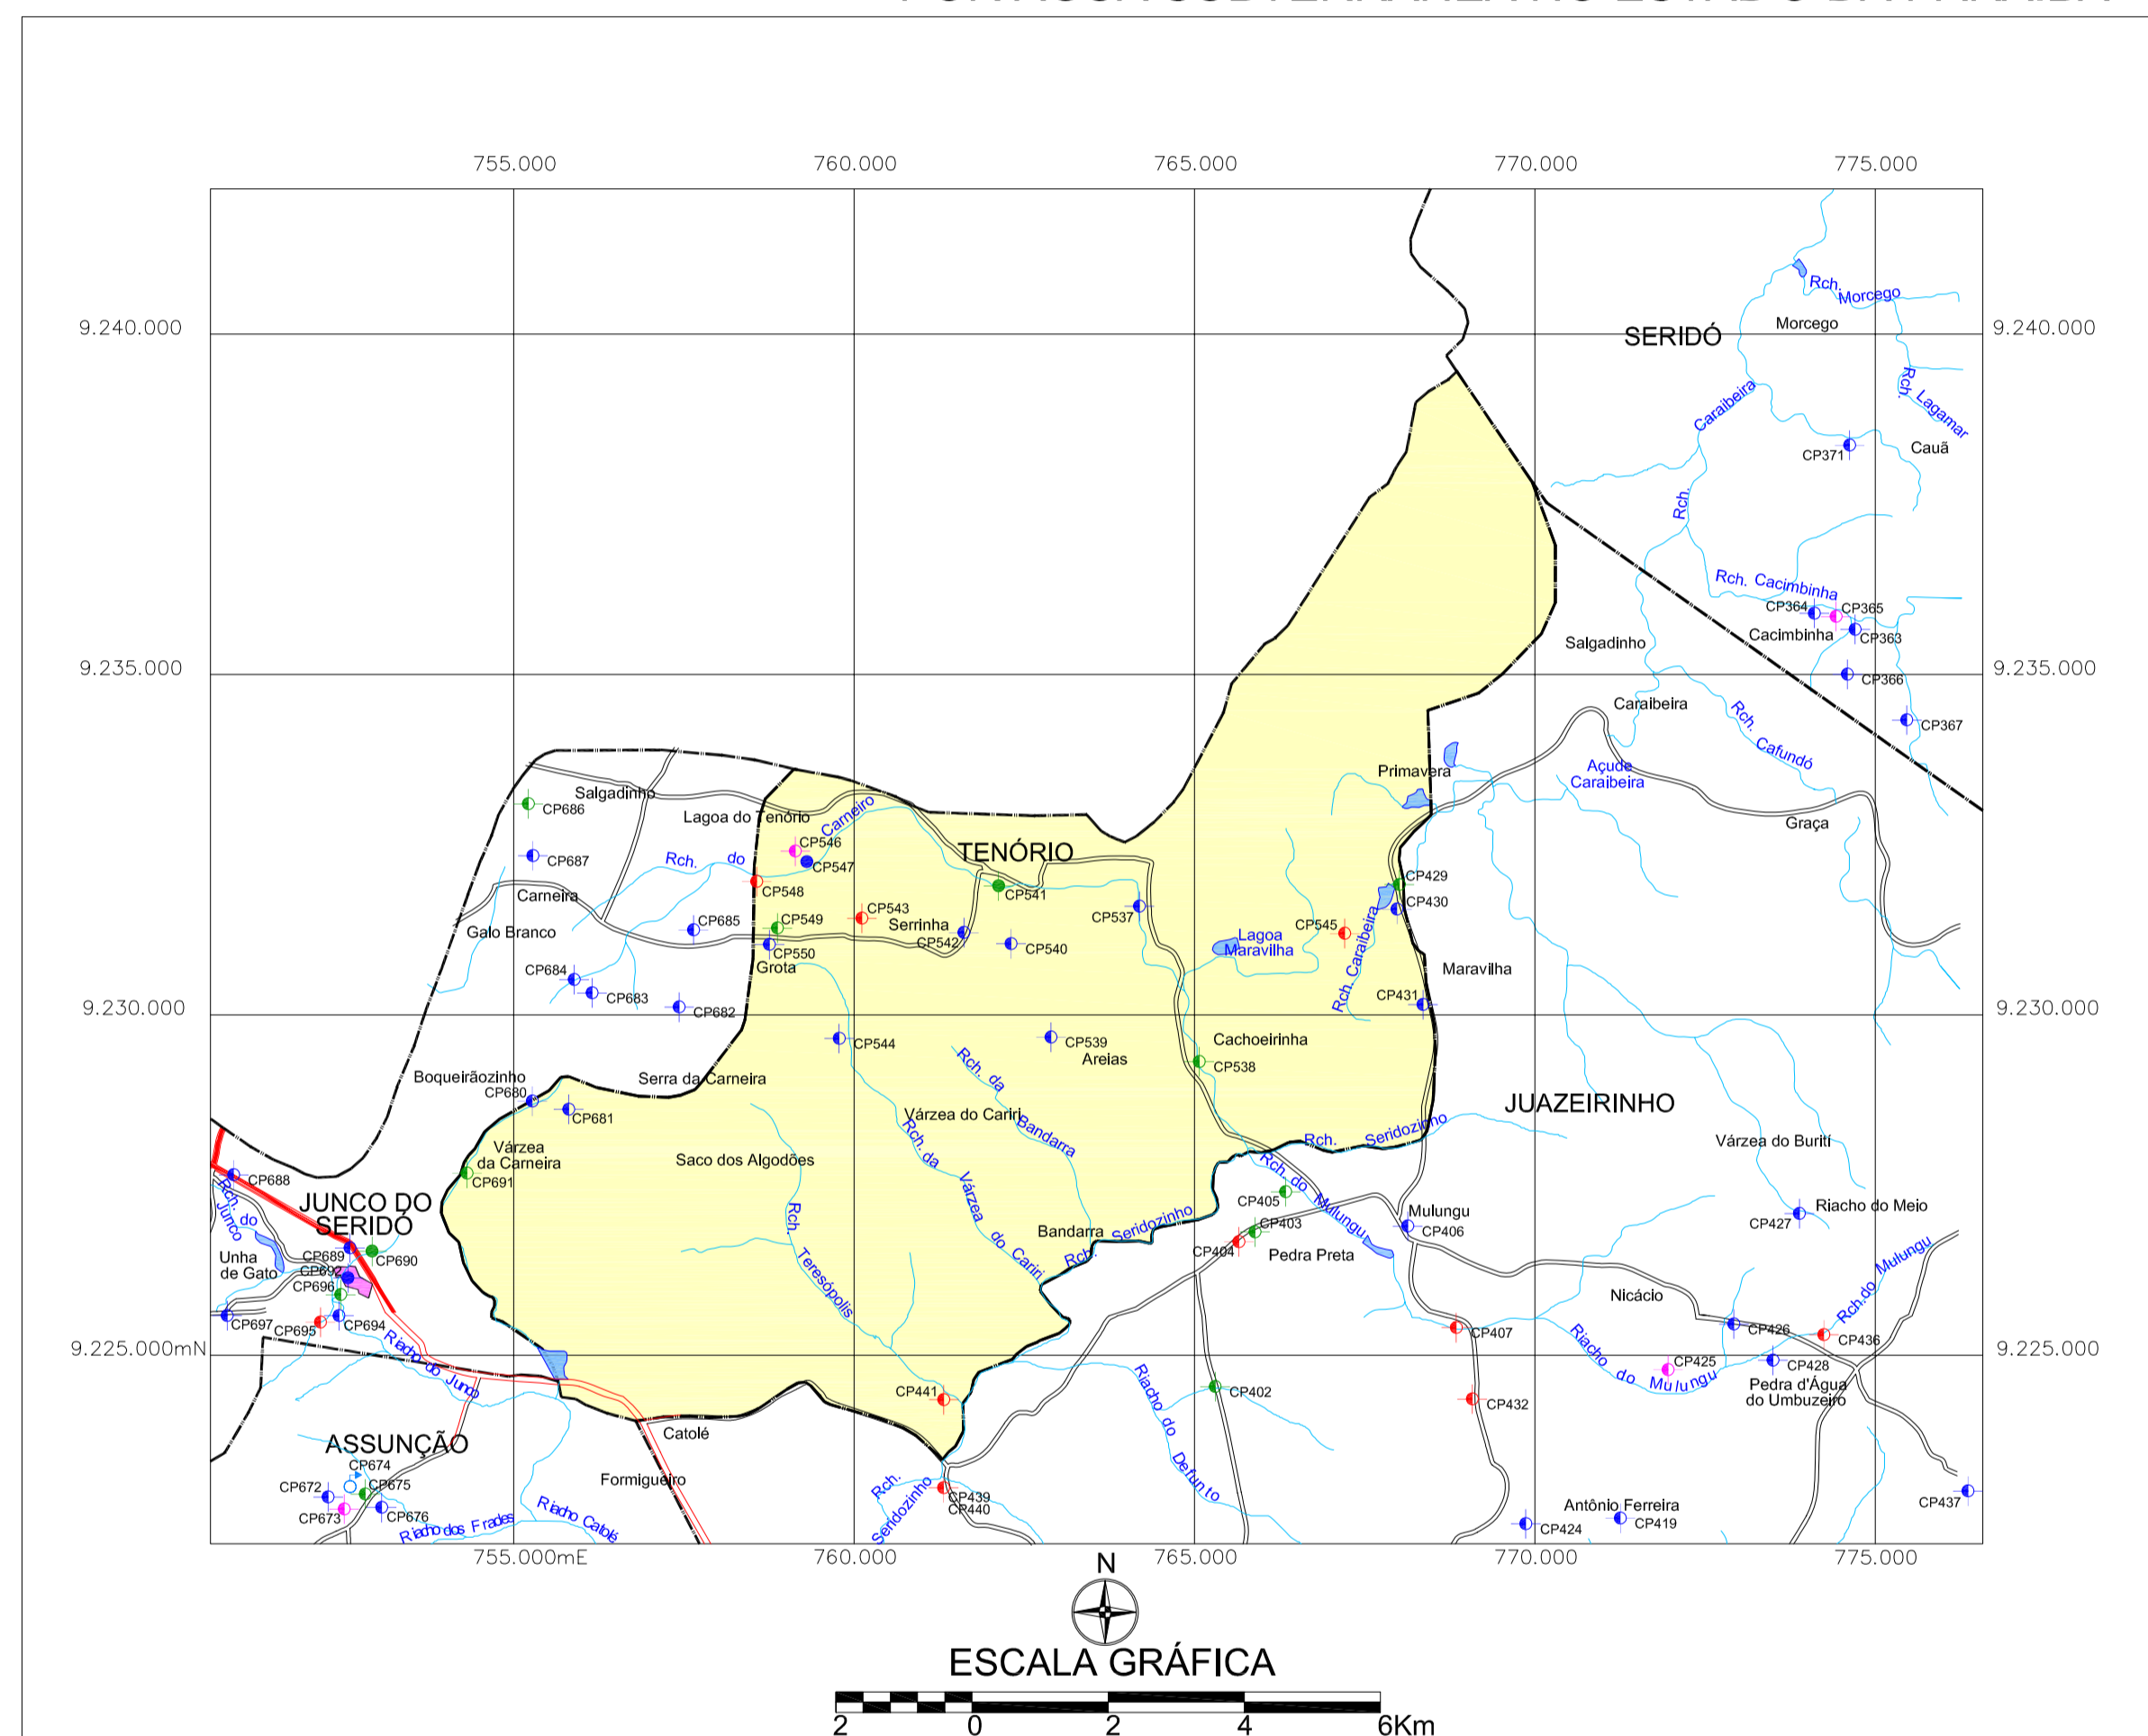 755.000
760.000
765.000
770.000
775.000
Rch.
Morcego
Morcego
9.240.000
SERIDÓ
9.240.000
Caraibeira
Rch.
Lagamar
CP371
Cauã
Rch.
Rch. Cacimbinha
CP364
CP365
Cacimbinha
CP363
Salgadinho
9.235.000
9.235.000
CP366
Caraibeira
Rch.
Cafundó
CP367
Primavera
Açude
Caraibeira
Salgadinho
CP686
Lagoa do Tenório
Carneiro
Graça
CP546
TENÓRIO
CP687
Rch.
do
CP547
CP548
CP541
CP429
Carneira
CP543
CP537
CP430
Galo Branco
CP685
CP549
Serrinha
CP545
CP542
CP540
Lagoa
Maravilha
CP550
Grota
Rch. Caraibeira
Maravilha
CP684
CP683
CP682
CP431
9.230.000
9.230.000
CP544
CP539
Areias
Cachoeirinha
CP538
Rch. da
Bandarra
Boqueirãozinho
Serra da Carneira
CP680
CP681
JUAZEIRINHO
Várzea do Cariri
Rch. da
Várzea
do Cariri
Rch.
Seridozinho
Várzea do Burití
Várzea
da Carneira
CP691
Saco dos Algodões
CP688
Rch.
do
Junco
Rch. do
Mulungu
JUNCO DO
SERIDÓ
Rch.
Teresópolis
CP405
CP403
CP404
Mulungu
CP406
Riacho do Meio
CP427
Bandarra
Rch.
Seridozinho
Pedra Preta
CP689
CP690
Unha
de Gato
CP692
CP696
Nicácio
Rch.do Mulungu
CP697
CP695
CP694
CP407
CP426
CP436
Riacho do Junco
Riacho do Mulungu
9.225.000mN
9.225.000
CP425
CP428
CP441
CP402
CP432
Pedra d'Água
do Umbuzeiro
Riacho do Defunto
Catolé
ASSUNÇÃO
Formigueiro
CP674
CP672
CP675
CP673
CP676
Rch.
Seridozinho
CP439
CP440
Riacho dos Frades
Riacho Catolé
Antônio Ferreira
CP424
CP419
CP437
755.000mE
760.000
765.000
770.000
775.000
N
ESCALA GRÁFICA
2
0
2
4
6Km